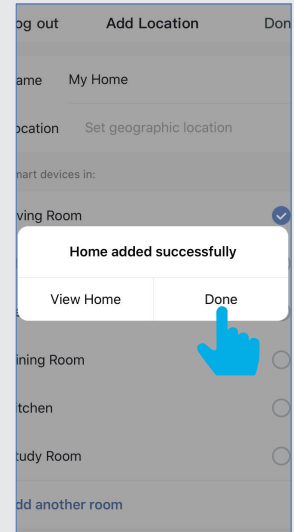 og out Add Location Don
ame My Home
ocation Set geographic location
mart devices in:
ving Room
Home added successfully
View Home Done
ining Room
itchen
tudy Room
dd another room